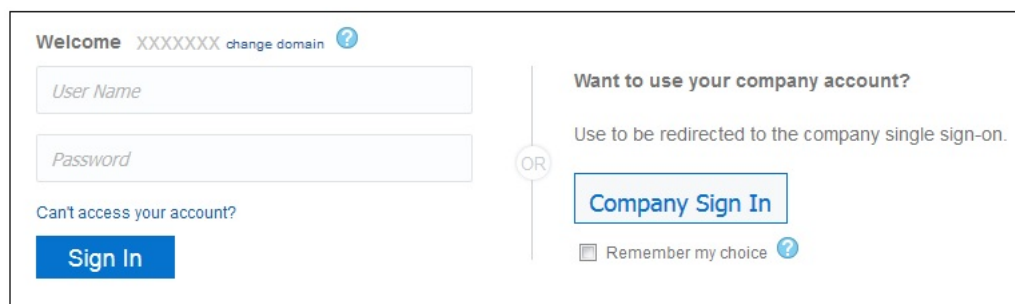 Welcome XXXXXXX change domain ?
User Name
Password
Can't access your account?
Sign In
OR
Want to use your company account?
Use to be redirected to the company single sign-on.
Company Sign In
Remember my choice ?